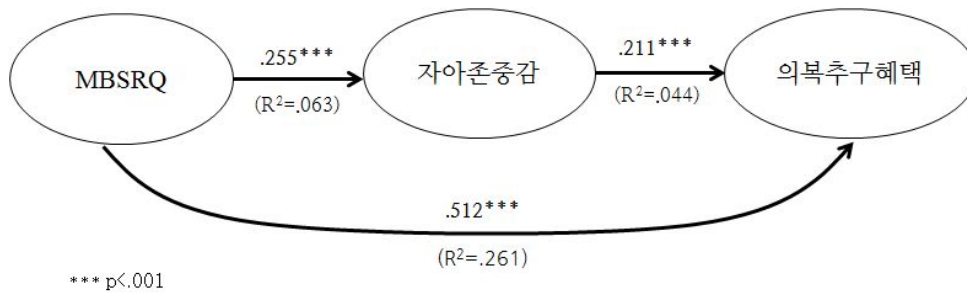 .255***
.211***
MBSRQ
자아존중감
의복추구혜택
(R²=.063)
(R²=.044)
.512***
(R²=.261)
*** p<.001